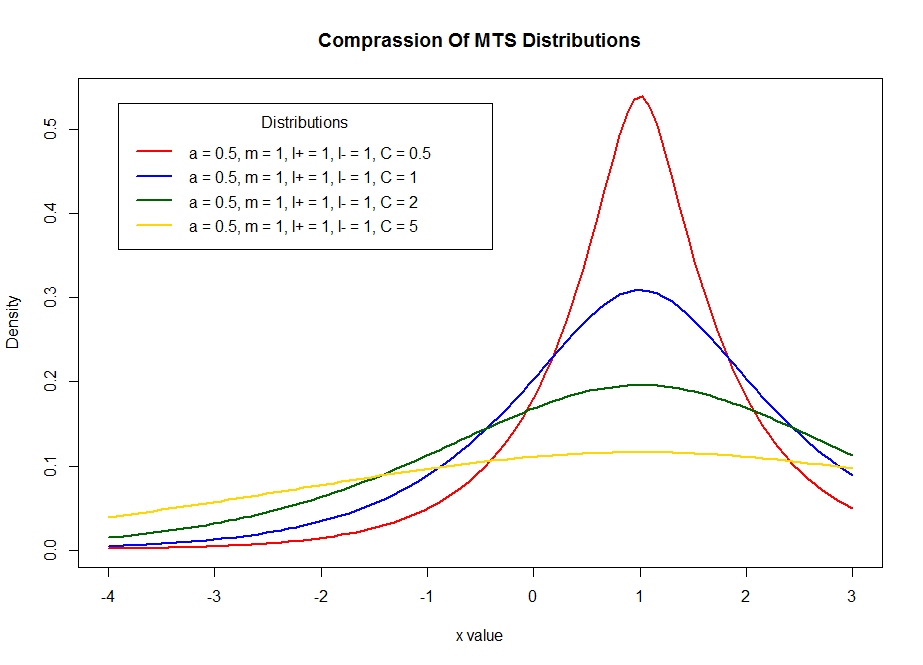 Comprassion Of MTS Distributions
Distributions
a = 0.5, m = 1, l+ = 1, l- = 1, C = 0.5
a = 0.5, m = 1, l+ = 1, l- = 1, C = 1
a = 0.5, m = 1, l+ = 1, l- = 1, C = 2
a = 0.5, m = 1, l+ = 1, l- = 1, C = 5
Density
0.5
0.4
0.3
0.2
0.1
0.0
-4 -3 -2 -1 0 1 2 3
x value